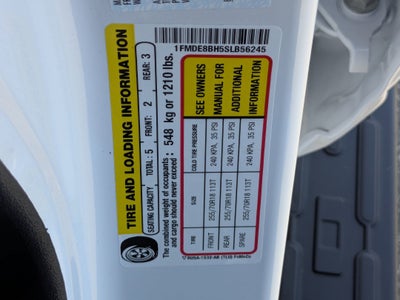 1FMDE8BH5SLB56245
TIRE AND LOADING INFORMATION
SEATING CAPACITY TOTAL: 5 FRONT: 2 REAR: 3
The combined weight of occupants and cargo should never exceed: 548 kg or 1210 lbs.
TIRE SIZE COLD TIRE PRESSURE
FRONT 255/70R18 113T 240 KPA, 35 PSI
REAR 255/70R18 113T 240 KPA, 35 PSI
SPARE 255/70R18 113T 240 KPA, 35 PSI
SEE OWNERS
MANUAL FOR
ADDITIONAL
INFORMATION